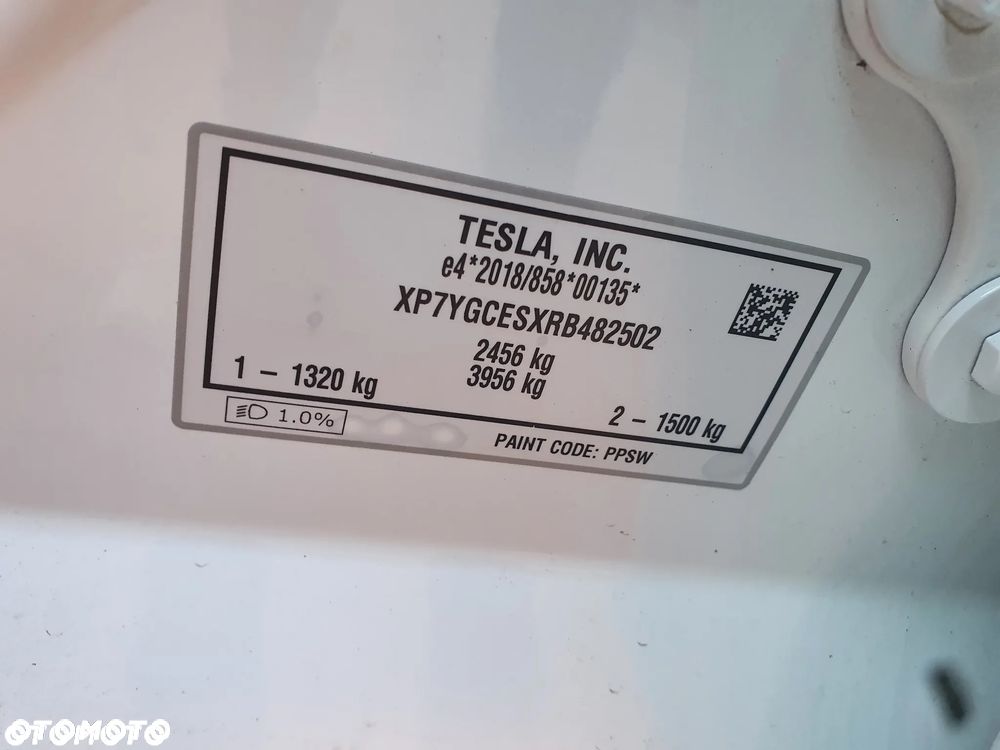 TESLA, INC.
e4*2018/858*00135*
XP7YGCESXRB482502
2456 kg
3956 kg
1 – 1320 kg
2 – 1500 kg
1.0%
PAINT CODE: PPSW
OTOMOTO